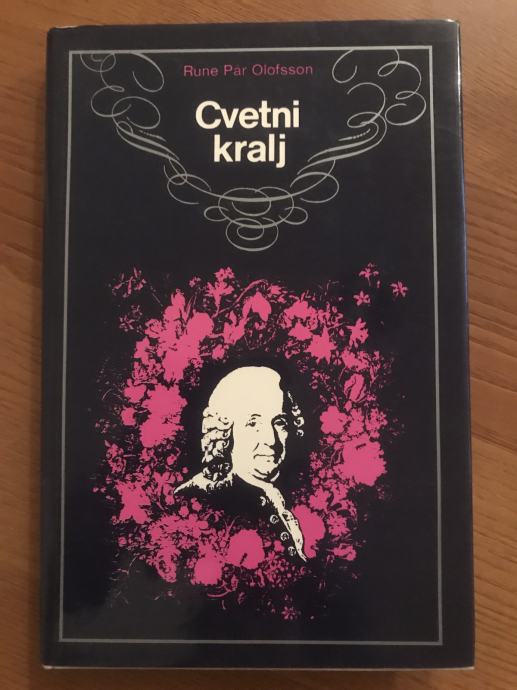 Rune Pär Olofsson
Cvetni
kralj